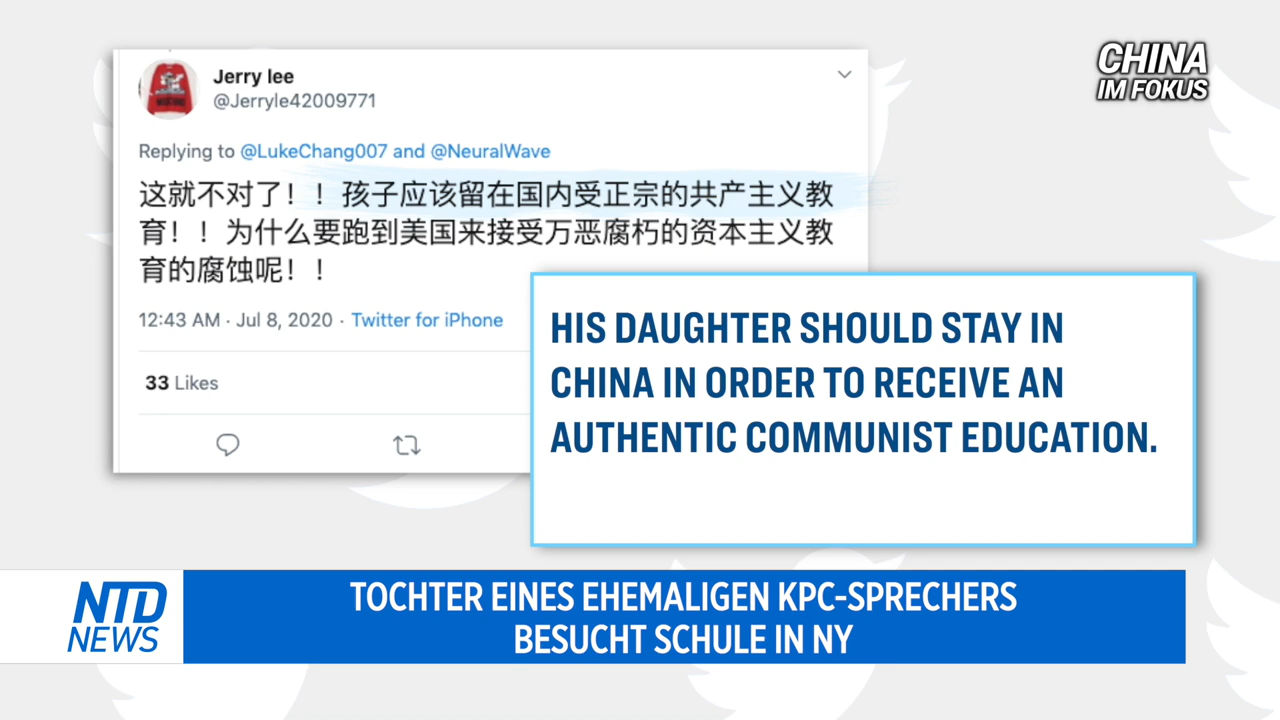 CHINA
IM FOKUS
Jerry lee
@Jerryle42009771
Replying to @LukeChang007 and @NeuralWave
这就不对了！！孩子应该留在国内受正宗的共产主义教
育！！为什么要跑到美国来接受万恶腐朽的资本主义教
育的腐蚀呢！！
12:43 AM · Jul 8, 2020 · Twitter for iPhone
33 Likes
HIS DAUGHTER SHOULD STAY IN
CHINA IN ORDER TO RECEIVE AN
AUTHENTIC COMMUNIST EDUCATION.
NTD
NEWS
TOCHTER EINES EHEMALIGEN KPC-SPRECHERS
BESUCHT SCHULE IN NY